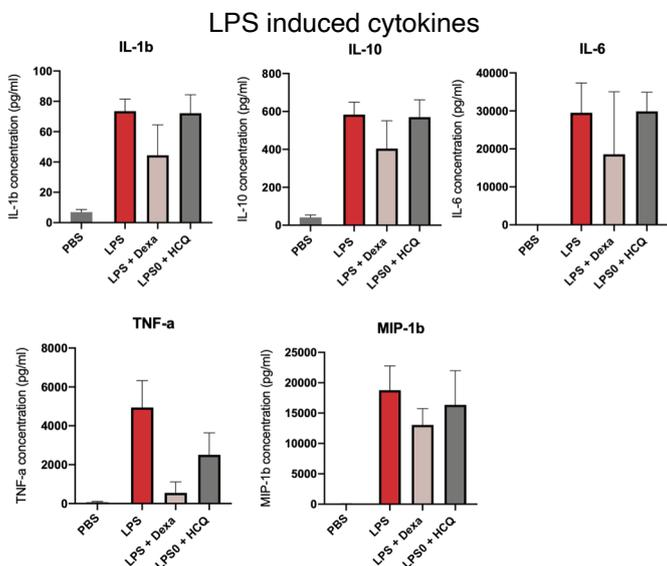 LPS induced cytokines
IL-1b
IL-1b concentration (pg/ml)
100
80
60
40
20
0
PBS
LPS
LPS + Dexa
LPS0 + HCQ
IL-10
IL-10 concentration (pg/ml)
800
600
400
200
0
PBS
LPS
LPS + Dexa
LPS0 + HCQ
IL-6
IL-6 concentration (pg/ml)
40000
30000
20000
10000
0
PBS
LPS
LPS + Dexa
LPS0 + HCQ
TNF-a
TNF-a concentration (pg/ml)
8000
6000
4000
2000
0
PBS
LPS
LPS + Dexa
LPS0 + HCQ
MIP-1b
MIP-1b concentration (pg/ml)
25000
20000
15000
10000
5000
0
PBS
LPS
LPS + Dexa
LPS0 + HCQ